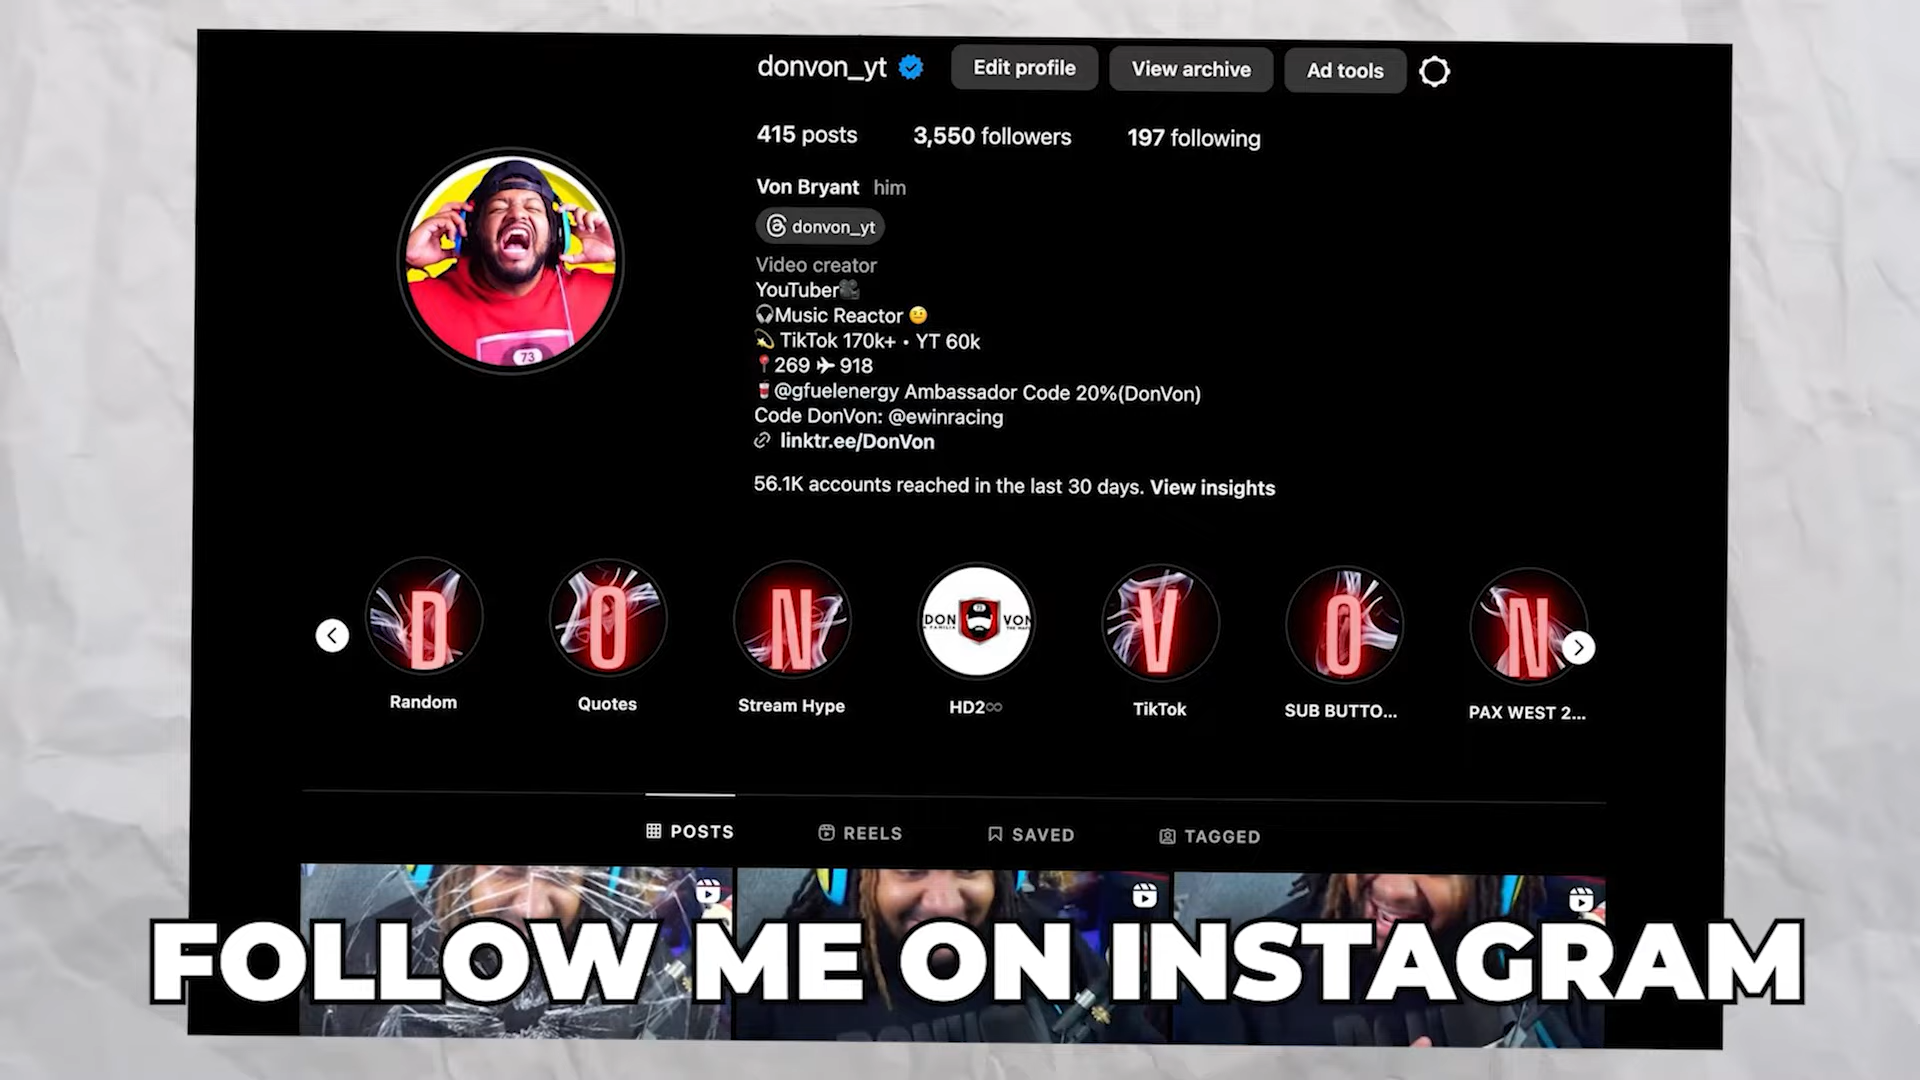 donvon_yt Edit profile View archive Ad tools
415 posts 3,550 followers 197 following
Von Bryant him
donvon_yt
Video creator
YouTuber🎥
🎧Music Reactor 🤨
💫 TikTok 170k+ • YT 60k
📍269 ✈ 918
🥤@gfuelenergy Ambassador Code 20%(DonVon)
Code DonVon: @ewinracing
linktr.ee/DonVon
56.1K accounts reached in the last 30 days. View insights
D O N DON VON V O N
Random Quotes Stream Hype HD2∞ TikTok SUB BUTTO... PAX WEST 2...
POSTS REELS SAVED TAGGED
FOLLOW ME ON INSTAGRAM
73